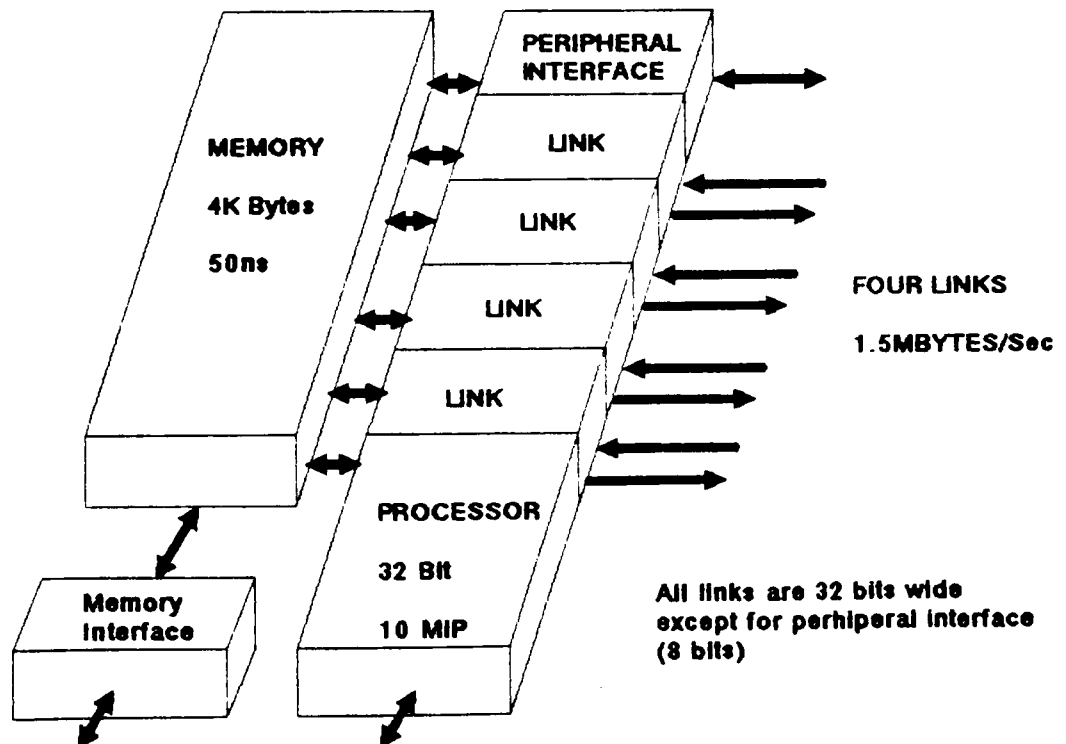 PERIPHERAL
INTERFACE
MEMORY
4K Bytes
50ns
LINK
LINK
LINK
LINK
FOUR LINKS
1.5MBYTES/Sec
PROCESSOR
32 Bit
10 MIP
Memory
Interface
All links are 32 bits wide
except for perhiperal interface
(8 bits)